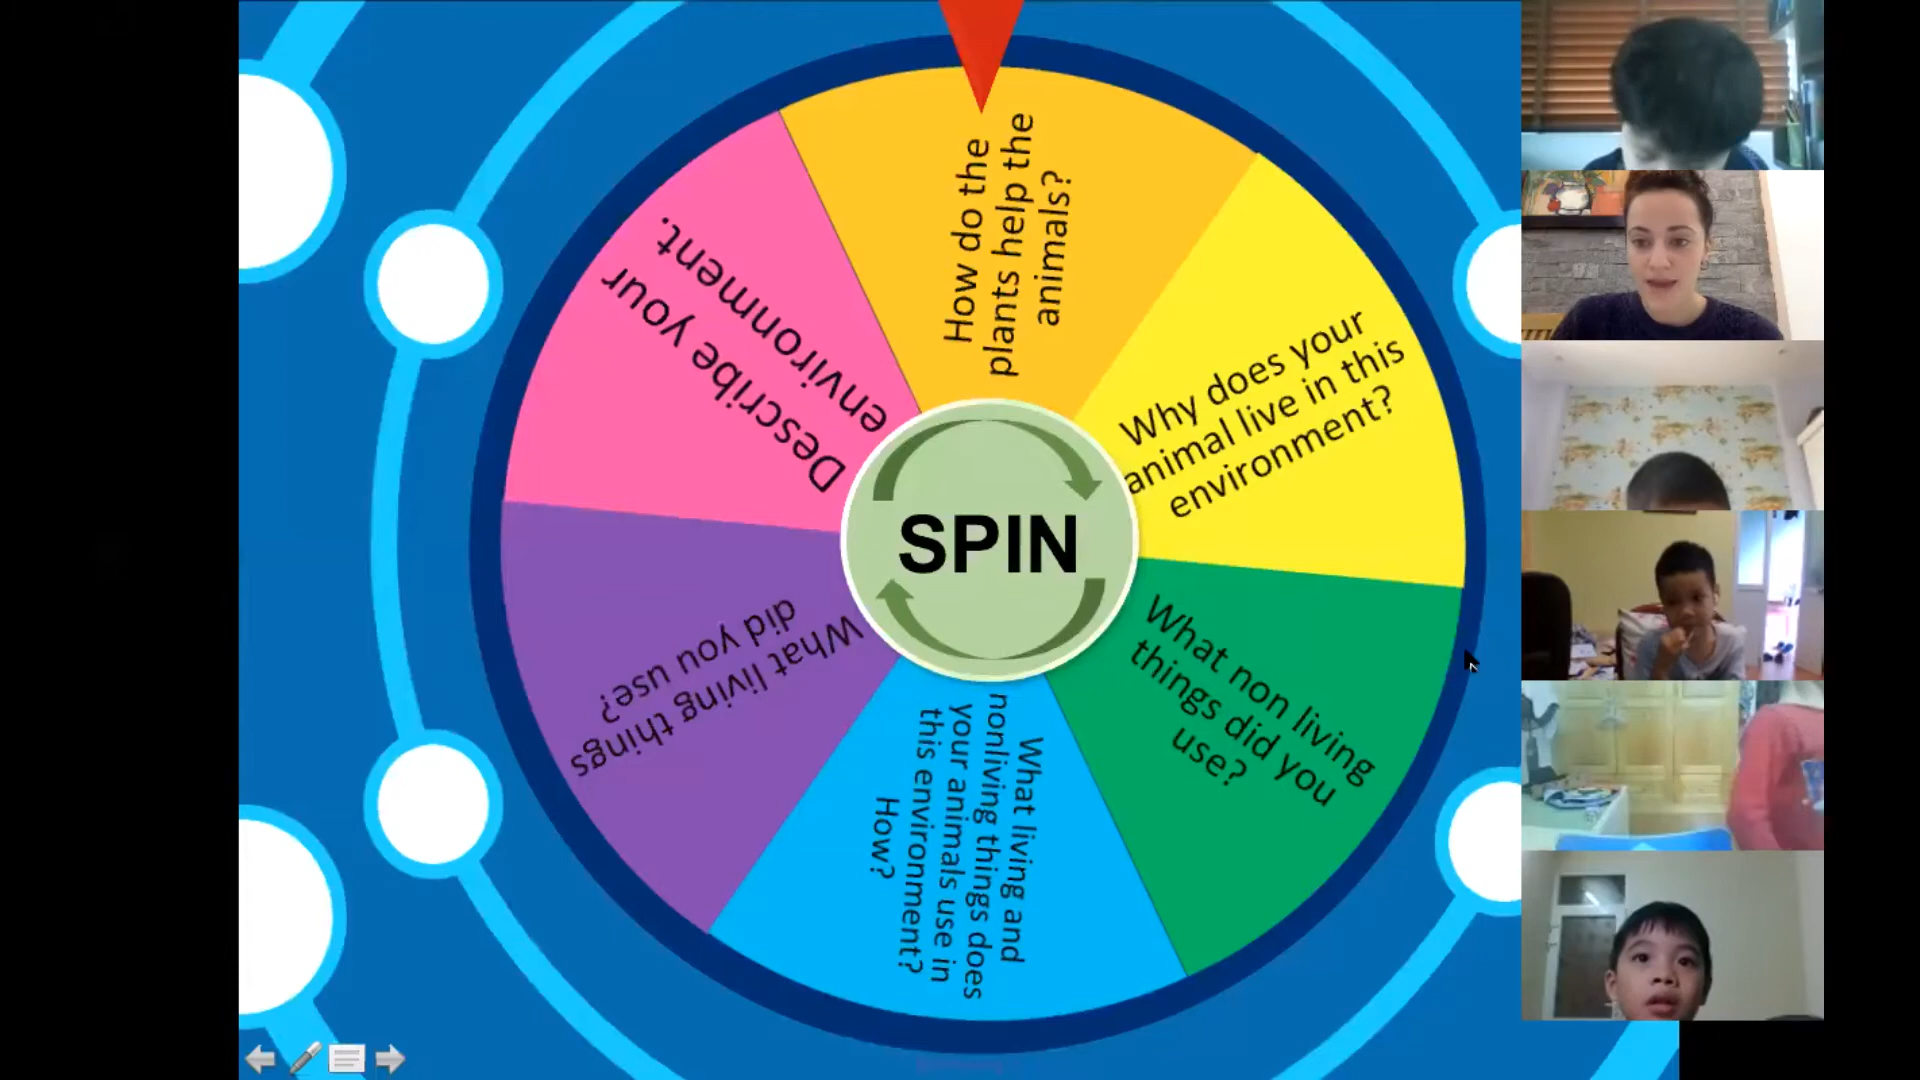 How do the
plants help the
animals?
Why does your
animal live in this
environment?
What non living
things did you
use?
What living and
nonliving things does
your animals use in
this environment?
How?
What living things
did you use?
Describe your
environment.
SPIN